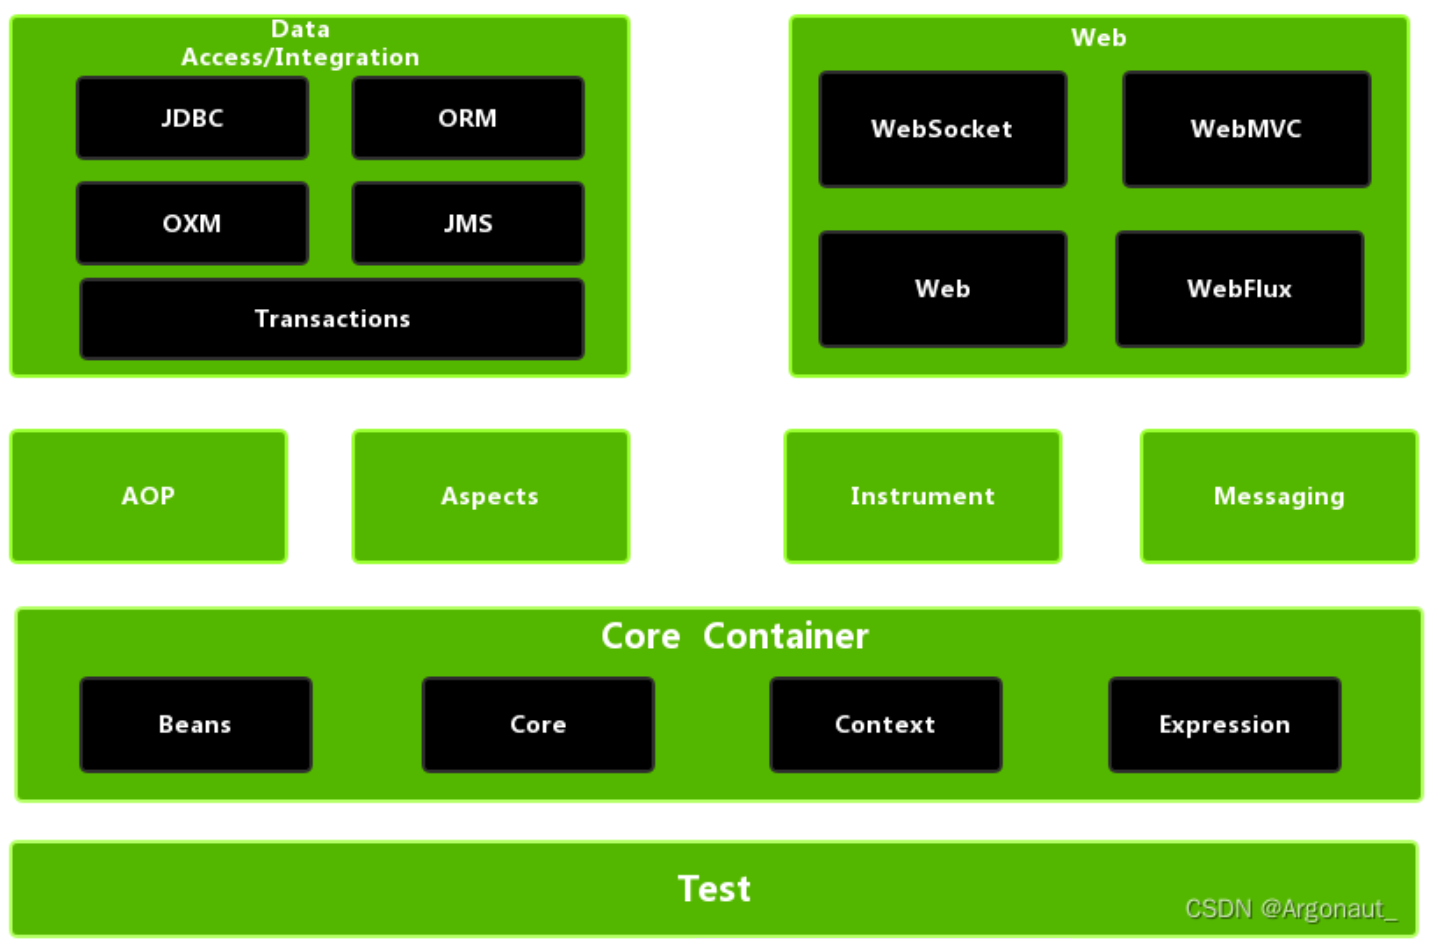 Data
Access/Integration
JDBC
ORM
OXM
JMS
Transactions
Web
WebSocket
WebMVC
Web
WebFlux
AOP
Aspects
Instrument
Messaging
Core Container
Beans
Core
Context
Expression
Test
CSDN @Argonaut_